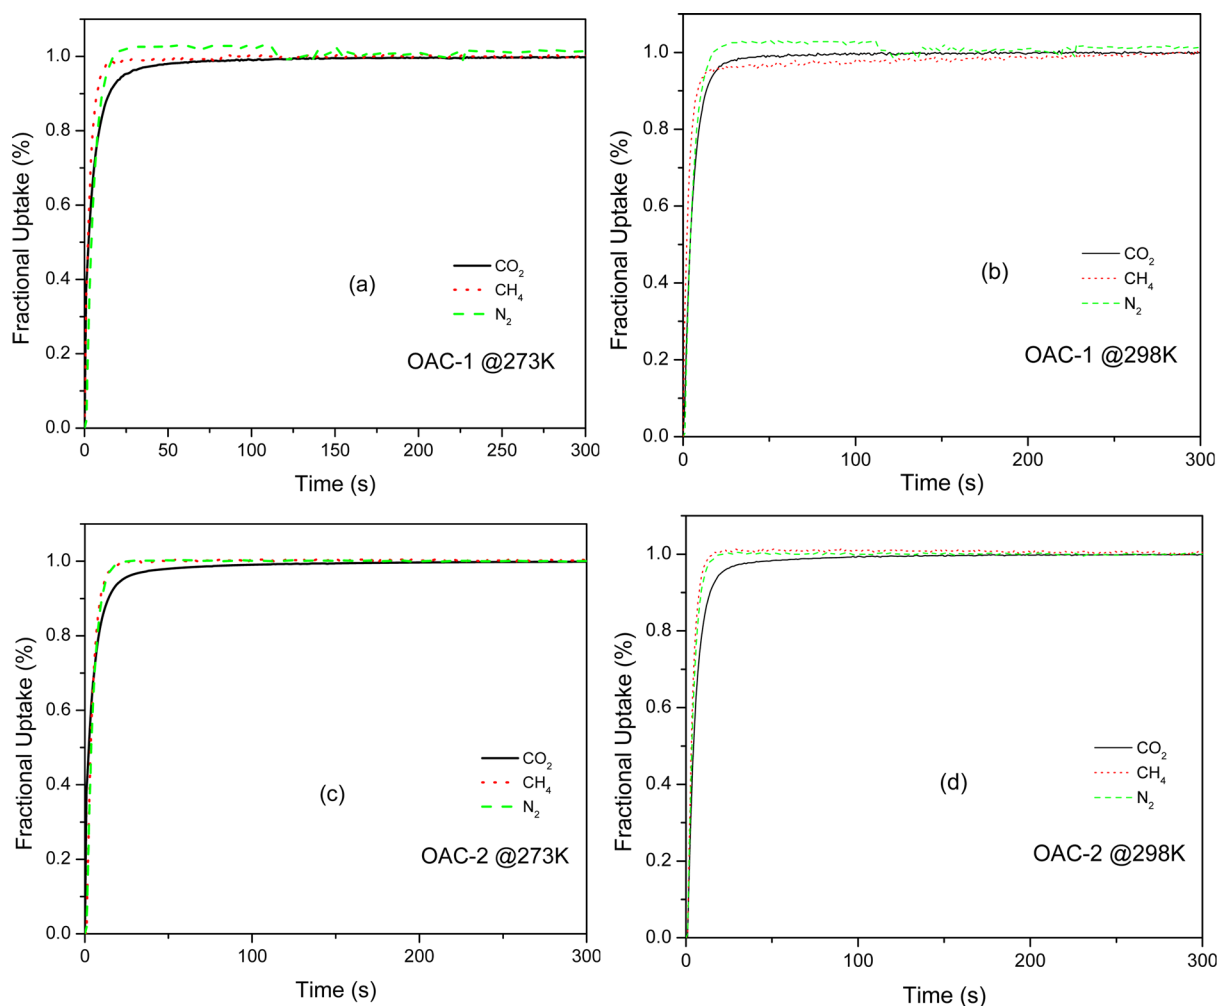 1.0
0.8
0.6
0.4
0.2
0.0
Fractional Uptake (%)
(a)
CO₂
CH₄
N₂
OAC-1 @273K
0 50 100 150 200 250 300
Time (s)
1.0
0.8
0.6
0.4
0.2
0.0
Fractional Uptake (%)
(b)
CO₂
CH₄
N₂
OAC-1 @298K
0 100 200 300
Time (s)
1.0
0.8
0.6
0.4
0.2
0.0
Fractional Uptake (%)
(c)
CO₂
CH₄
N₂
OAC-2 @273K
0 100 200 300
Time (s)
1.0
0.8
0.6
0.4
0.2
0.0
Fractional Uptake (%)
(d)
CO₂
CH₄
N₂
OAC-2 @298K
0 100 200 300
Time (s)